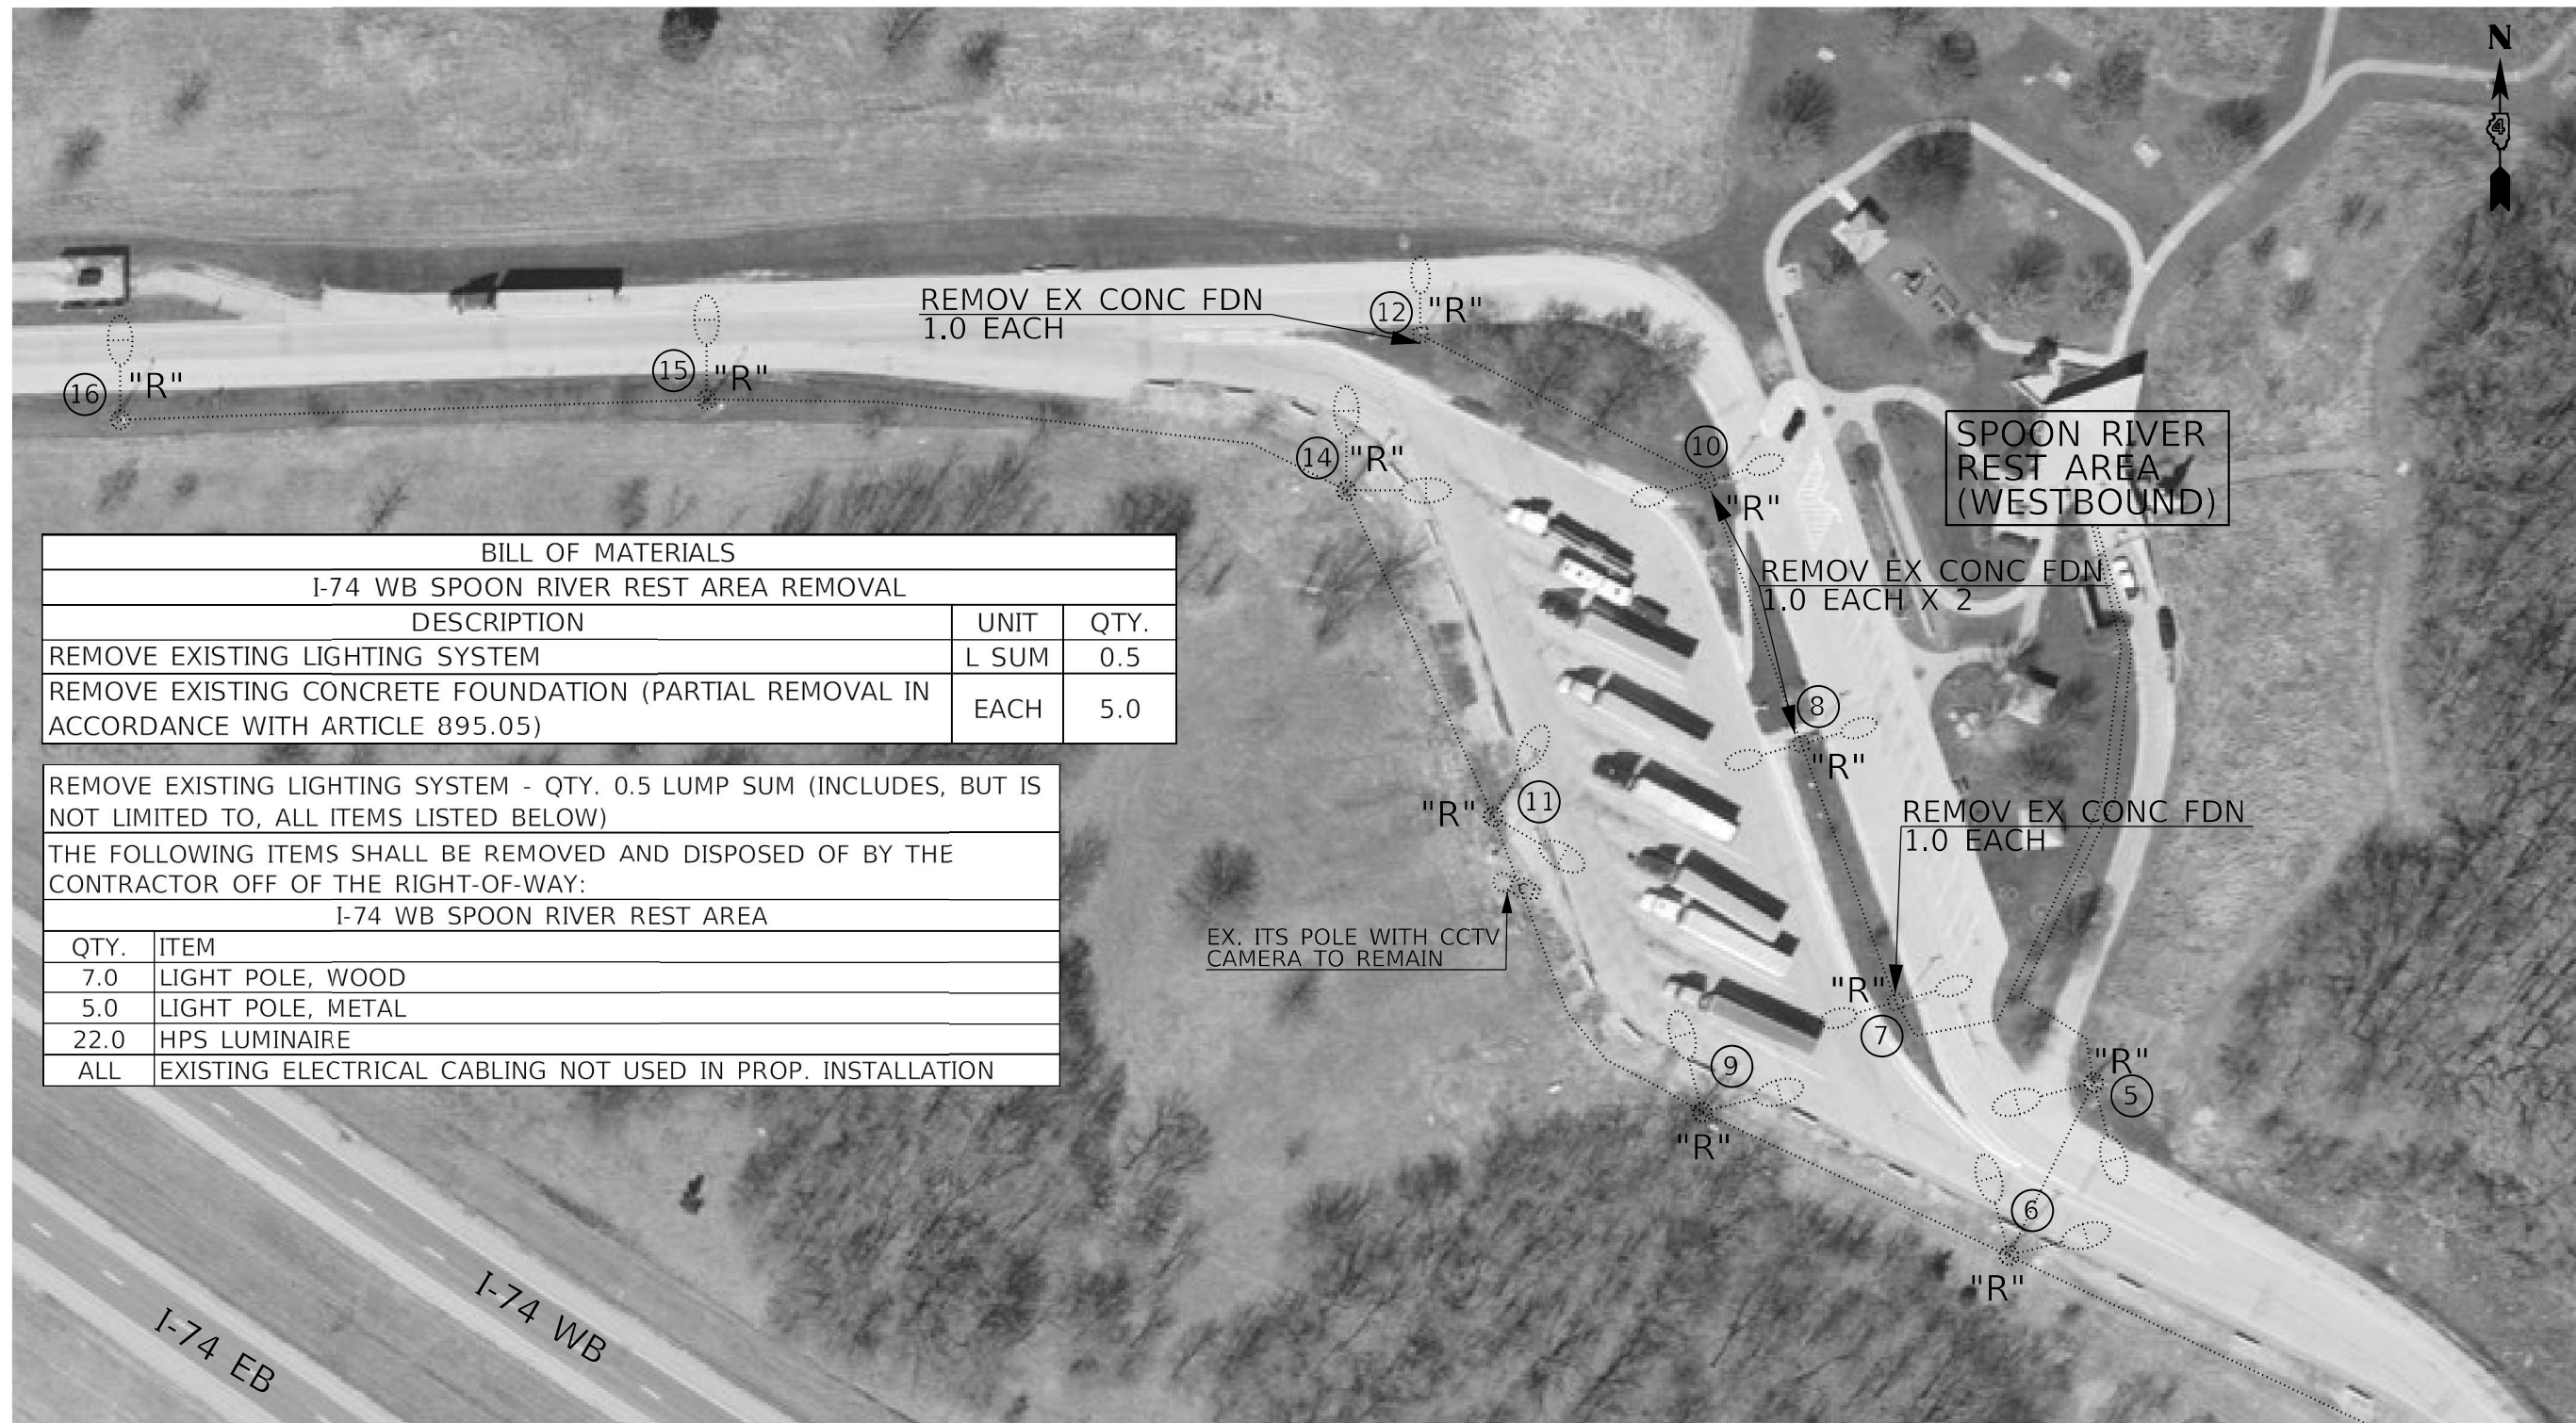 N
4
REMOV EX CONC FDN
1.0 EACH
12
"R"
16
"R"
15
"R"
14
"R"
10
"R"
SPOON RIVER
REST AREA
(WESTBOUND)
BILL OF MATERIALS
I-74 WB SPOON RIVER REST AREA REMOVAL
DESCRIPTION UNIT QTY.
REMOVE EXISTING LIGHTING SYSTEM L SUM 0.5
REMOVE EXISTING CONCRETE FOUNDATION (PARTIAL REMOVAL IN
ACCORDANCE WITH ARTICLE 895.05) EACH 5.0
REMOV EX CONC FDN
1.0 EACH X 2
8
"R"
REMOVE EXISTING LIGHTING SYSTEM - QTY. 0.5 LUMP SUM (INCLUDES, BUT IS
NOT LIMITED TO, ALL ITEMS LISTED BELOW)
THE FOLLOWING ITEMS SHALL BE REMOVED AND DISPOSED OF BY THE
CONTRACTOR OFF OF THE RIGHT-OF-WAY:
I-74 WB SPOON RIVER REST AREA
QTY. ITEM
7.0 LIGHT POLE, WOOD
5.0 LIGHT POLE, METAL
22.0 HPS LUMINAIRE
ALL EXISTING ELECTRICAL CABLING NOT USED IN PROP. INSTALLATION
"R"
11
REMOV EX CONC FDN
1.0 EACH
C
EX. ITS POLE WITH CCTV
CAMERA TO REMAIN
"R"
7
9
"R"
"R"
5
6
"R"
I-74 WB
I-74 EB